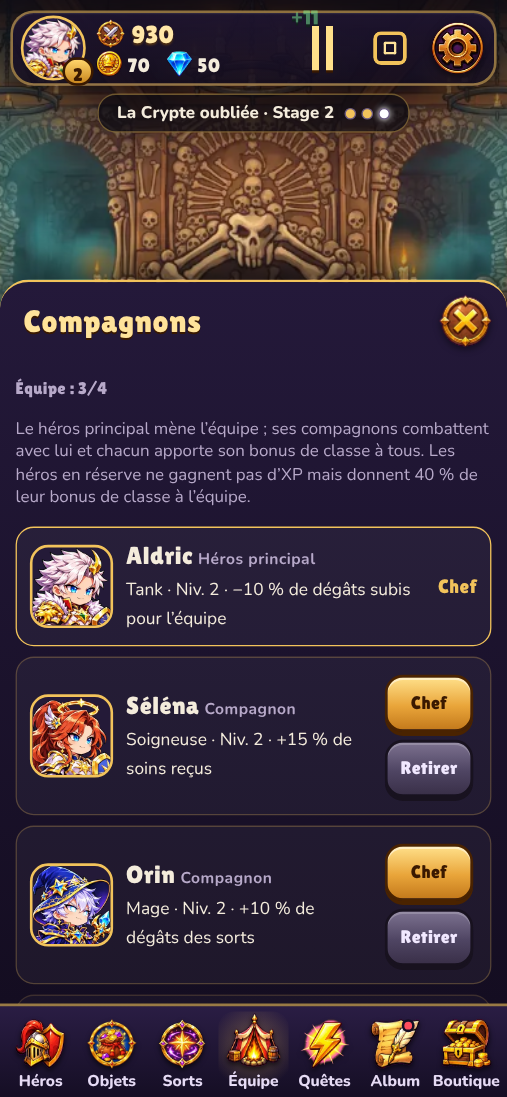 +11
930
70
50
2
La Crypte oubliée · Stage 2
Compagnons
Équipe : 3/4
Le héros principal mène l’équipe ; ses compagnons combattent
avec lui et chacun apporte son bonus de classe à tous. Les
héros en réserve ne gagnent pas d’XP mais donnent 40 % de
leur bonus de classe à l’équipe.
Aldric Héros principal
Tank · Niv. 2 · −10 % de dégâts subis
pour l’équipe
Chef
Séléna Compagnon
Soigneuse · Niv. 2 · +15 % de
soins reçus
Chef
Retirer
Orin Compagnon
Mage · Niv. 2 · +10 % de
dégâts des sorts
Chef
Retirer
Héros
Objets
Sorts
Équipe
Quêtes
Album
Boutique